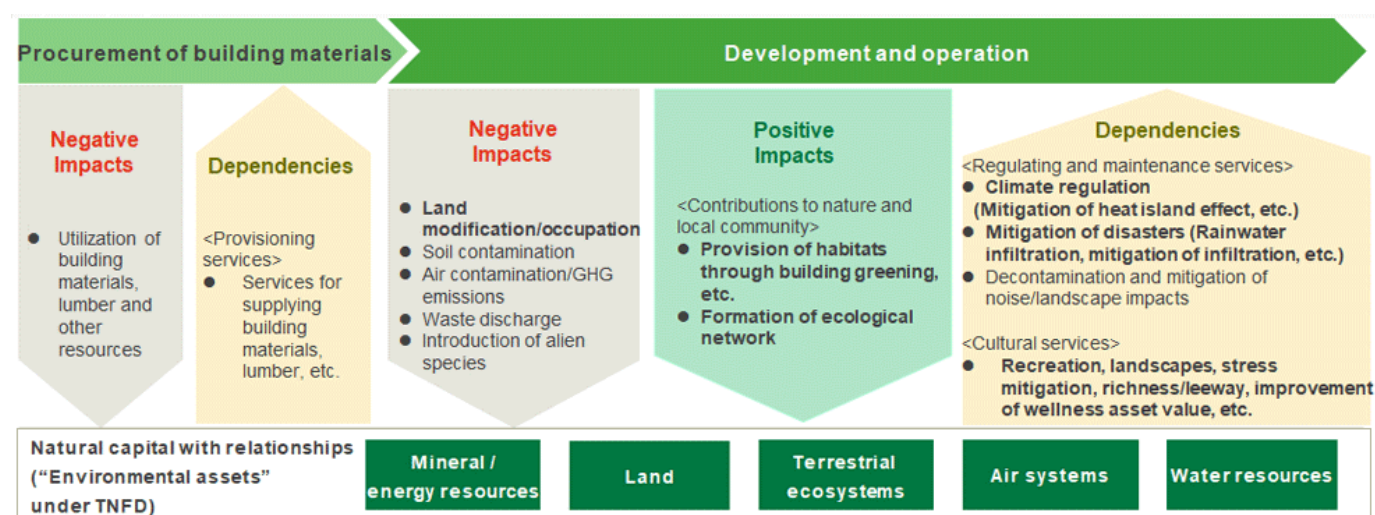 Procurement of building materials
Development and operation
Negative
Impacts
● Utilization of
building
materials,
lumber and
other
resources
Dependencies
<Provisioning
services>
● Services for
supplying
building
materials,
lumber, etc.
Negative
Impacts
● Land
modification/occupation
● Soil contamination
● Air contamination/GHG
emissions
● Waste discharge
● Introduction of alien
species
Positive
Impacts
<Contributions to nature and
local community>
● Provision of habitats
through building greening,
etc.
● Formation of ecological
network
Dependencies
<Regulating and maintenance services>
● Climate regulation
(Mitigation of heat island effect, etc.)
● Mitigation of disasters (Rainwater
infiltration, mitigation of infiltration, etc.)
● Decontamination and mitigation of
noise/landscape impacts
<Cultural services>
● Recreation, landscapes, stress
mitigation, richness/leeway, improvement
of wellness asset value, etc.
Natural capital with relationships
(“Environmental assets”
under TNFD)
Mineral /
energy resources
Land
Terrestrial
ecosystems
Air systems
Water resources